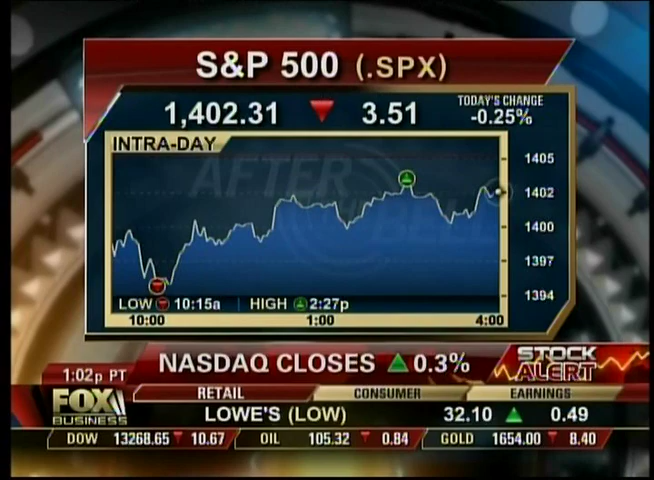 S&P 500 (.SPX)
1,402.31 3.51
TODAY'S CHANGE
-0.25%
INTRA-DAY
AFTER
THE
BELL
1405
1402
1400
1397
1394
LOW 10:15a HIGH 2:27p
10:00 1:00 4:00
NASDAQ CLOSES 0.3%
STOCK
ALERT
1:02p PT
RETAIL CONSUMER EARNINGS
FOX
BUSINESS
LOWE'S (LOW) 32.10 0.49
DOW 13268.65 10.67 OIL 105.32 0.84 GOLD 1654.00 8.40